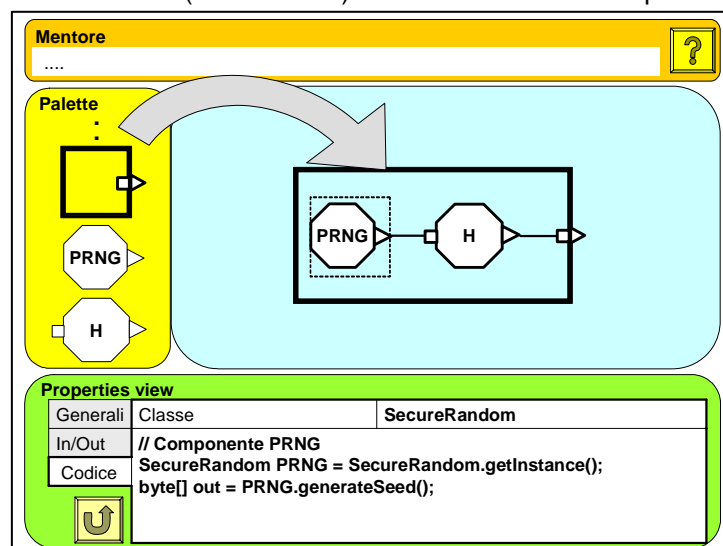 Mentore
....
?
Palette
:
PRNG
H
PRNG
H
Properties view
Generali
Classe
SecureRandom
In/Out
// Componente PRNG
SecureRandom PRNG = SecureRandom.getInstance();
Codice
byte[] out = PRNG.generateSeed();